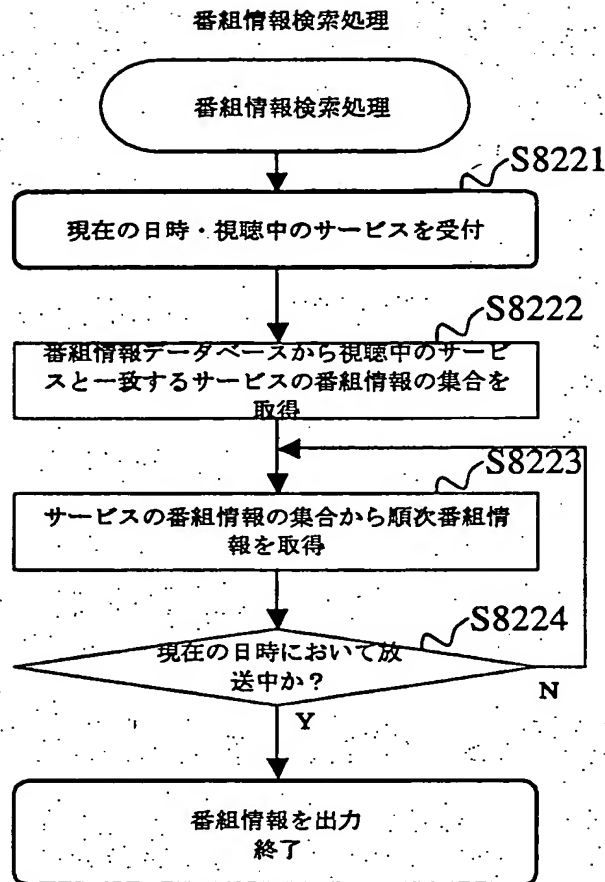 番組情報検索処理
番組情報検索処理
S8221
現在の日時・視聴中のサービスを受付
S8222
番組情報データベースから視聴中のサービ
スと一致するサービスの番組情報の集合を
取得
S8223
サービスの番組情報の集合から順次番組情
報を取得
S8224
現在の日時において放
送中か？
N
Y
番組情報を出力
終了